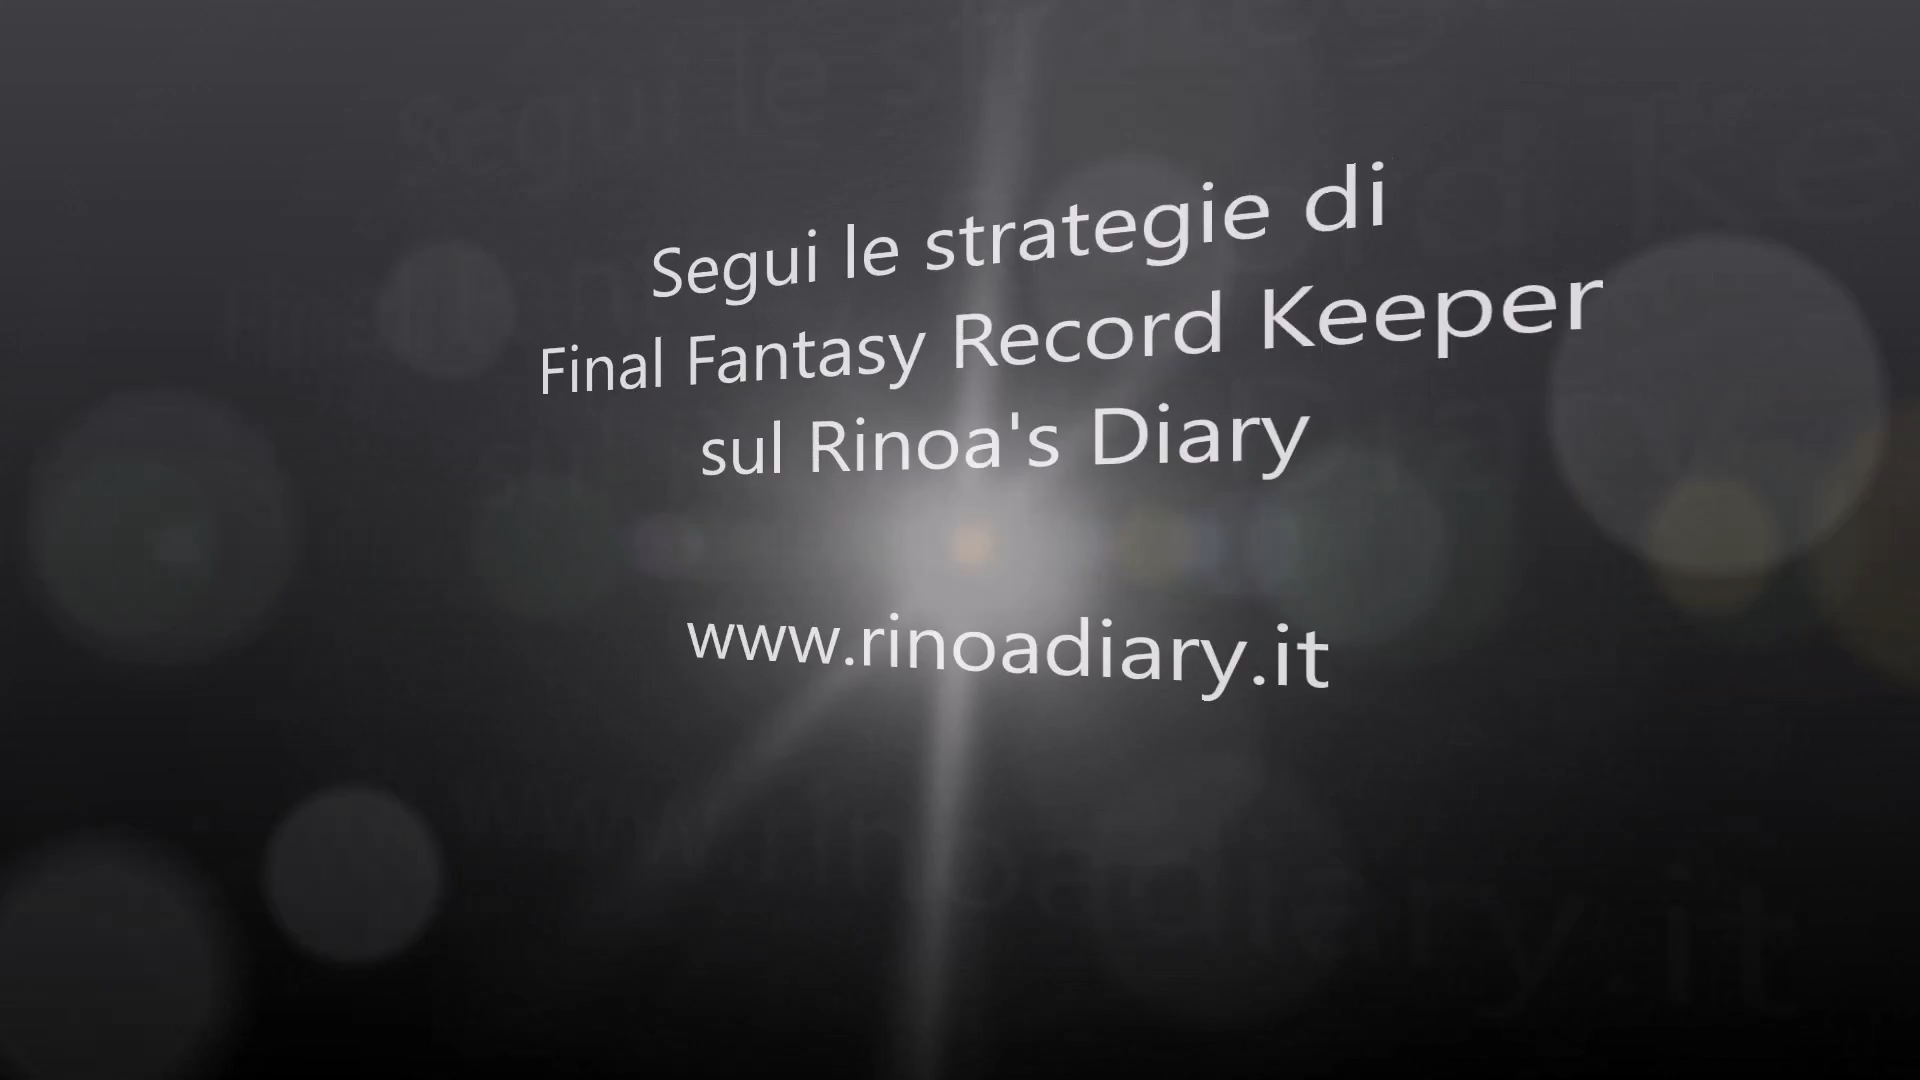 Segui le strategie di
Final Fantasy Record Keeper
sul Rinoa's Diary
www.rinoadiary.it